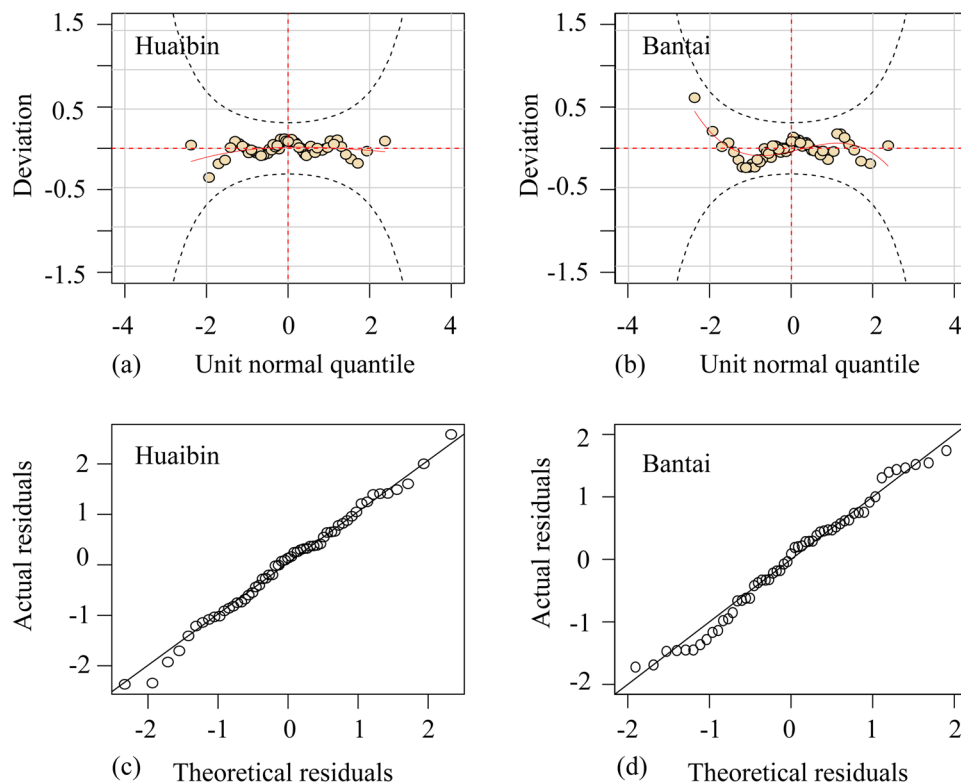 1.5
0.5
-0.5
-1.5
Deviation
Huaibin
-4
-2
0
2
4
(a)
Unit normal quantile
1.5
0.5
-0.5
-1.5
Deviation
Bantai
-4
-2
0
2
4
(b)
Unit normal quantile
2
1
0
-1
-2
Actual residuals
Huaibin
-2
-1
0
1
2
(c)
Theoretical residuals
2
1
0
-1
-2
Actual residuals
Bantai
-2
-1
0
1
2
(d)
Theoretical residuals